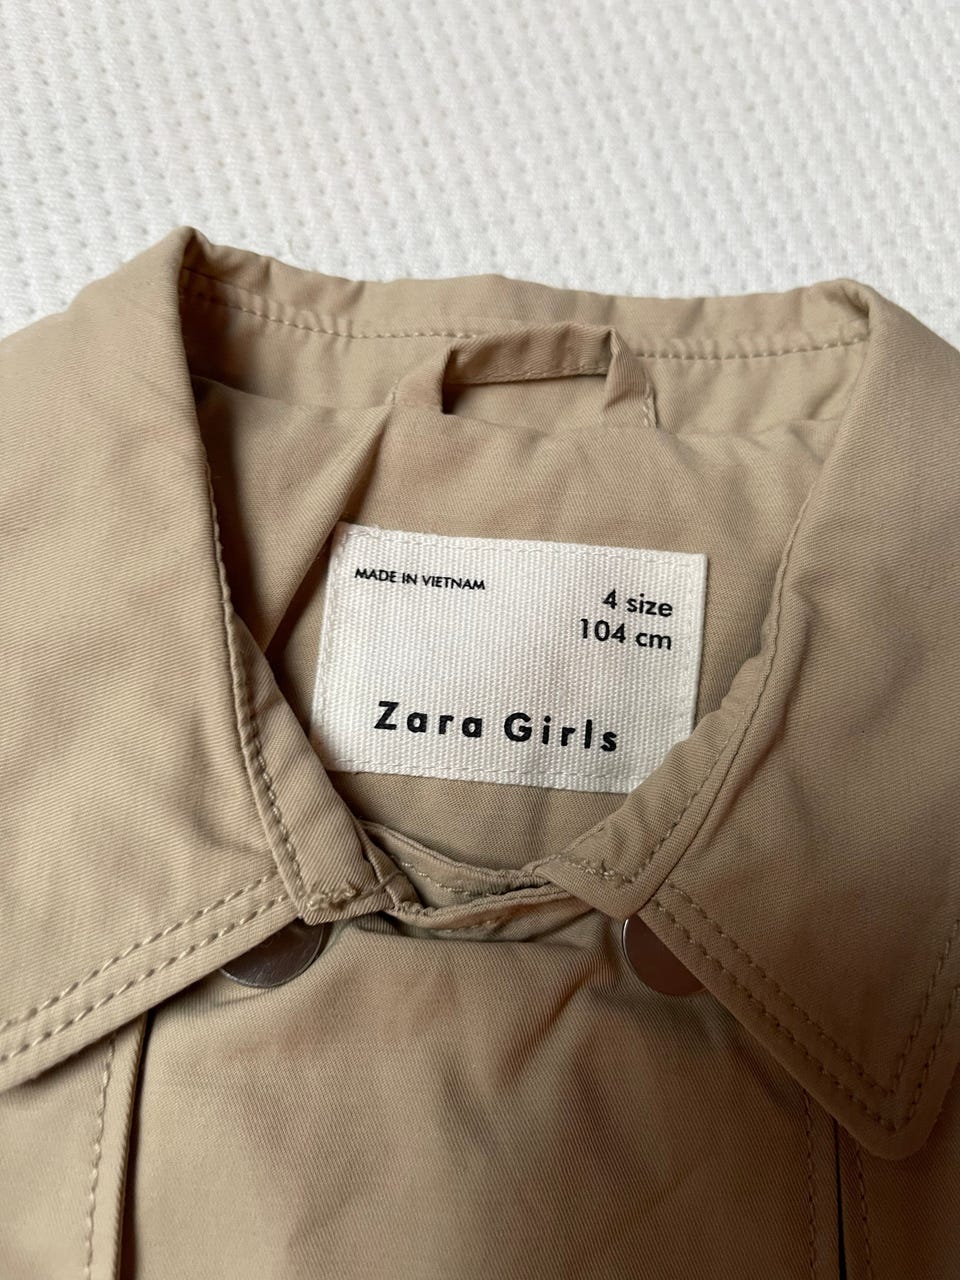 MADE IN VIETNAM
4 size
104 cm
Zara Girls